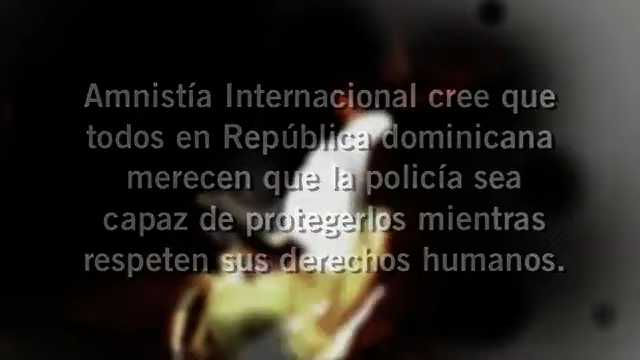 Amnistía Internacional cree que
todos en República dominicana
merecen que la policía sea
capaz de protegerlos mientras
respeten sus derechos humanos.